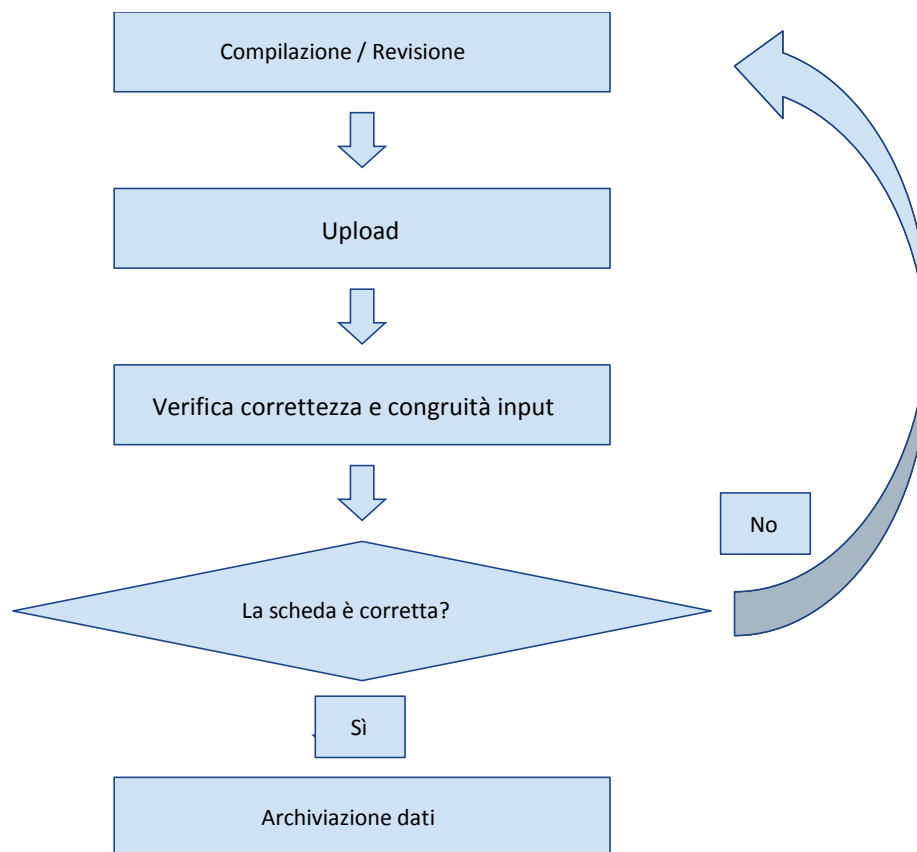 Compilazione / Revisione
Upload
Verifica correttezza e congruità input
No
La scheda è corretta?
Sì
Archiviazione dati